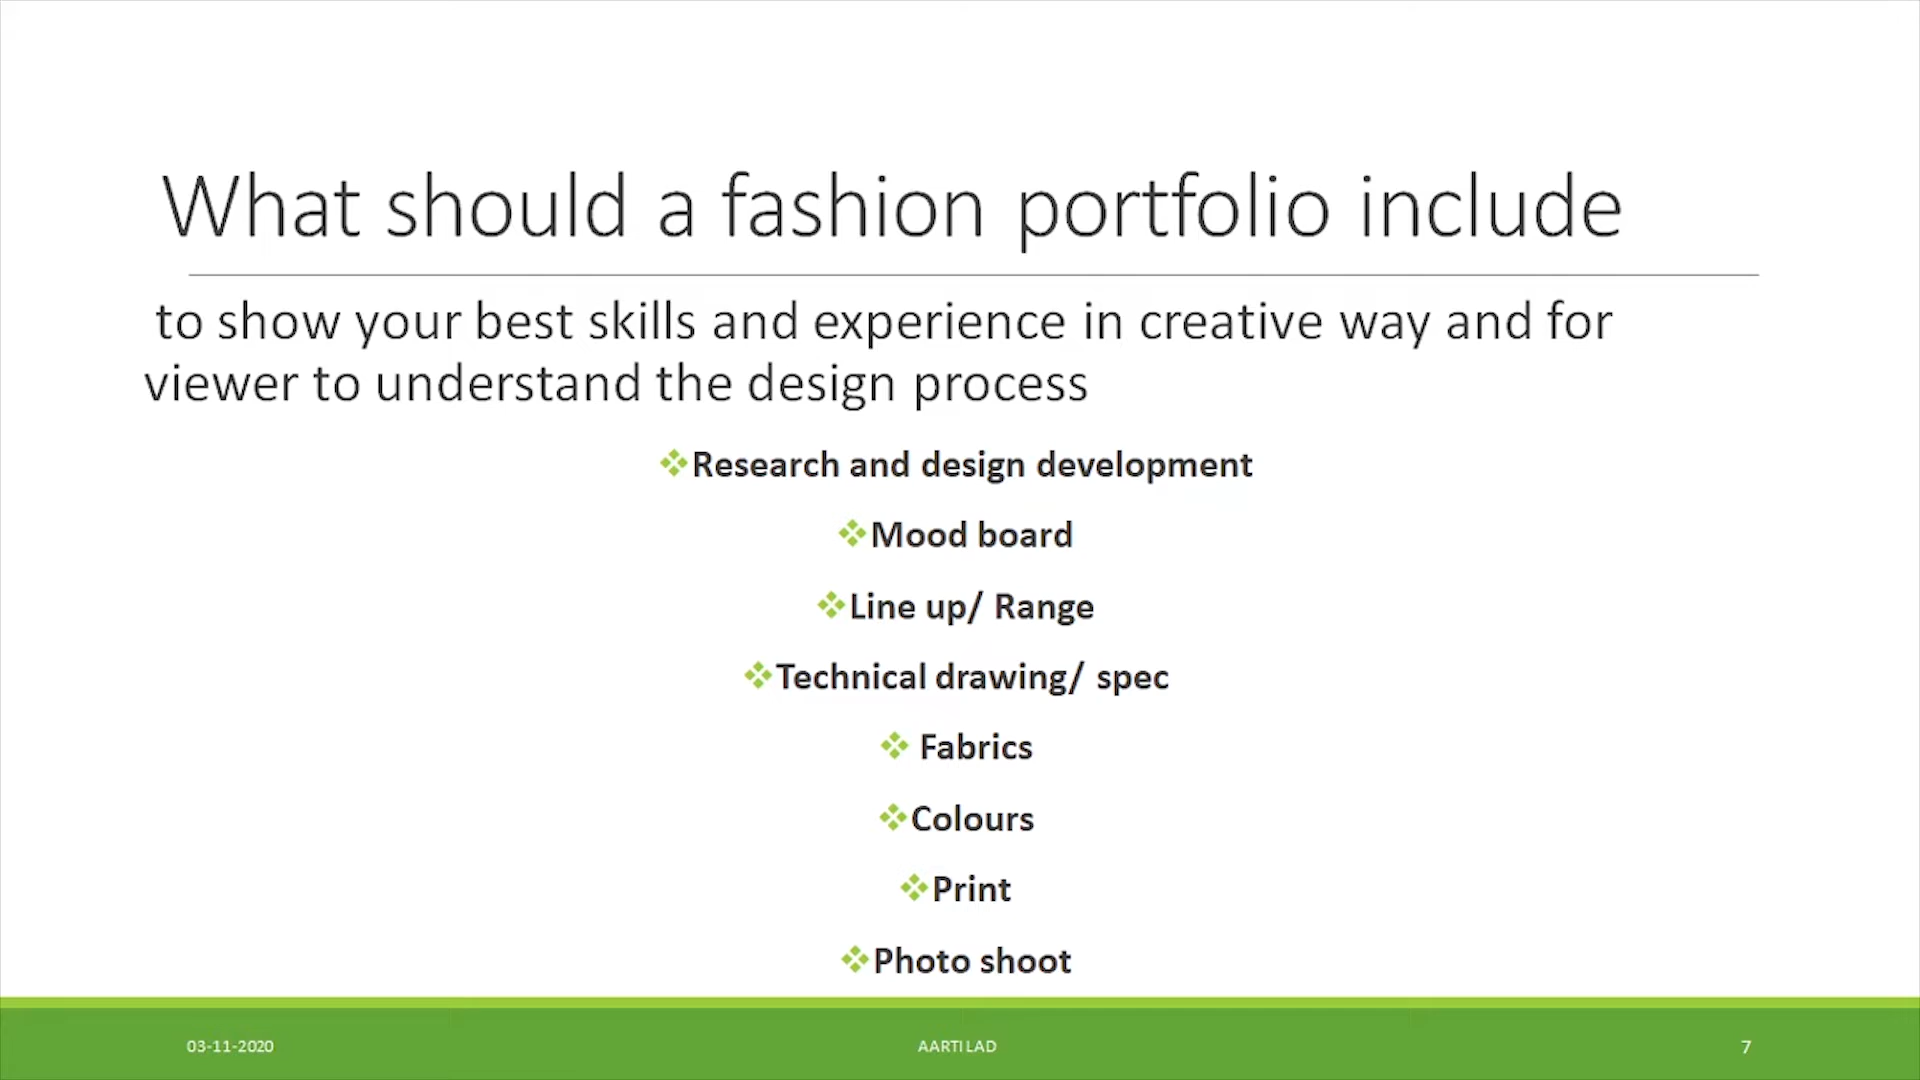 What should a fashion portfolio include
to show your best skills and experience in creative way and for
viewer to understand the design process
Research and design development
Mood board
Line up/ Range
Technical drawing/ spec
Fabrics
Colours
Print
Photo shoot
03-11-2020
AARTI LAD
7